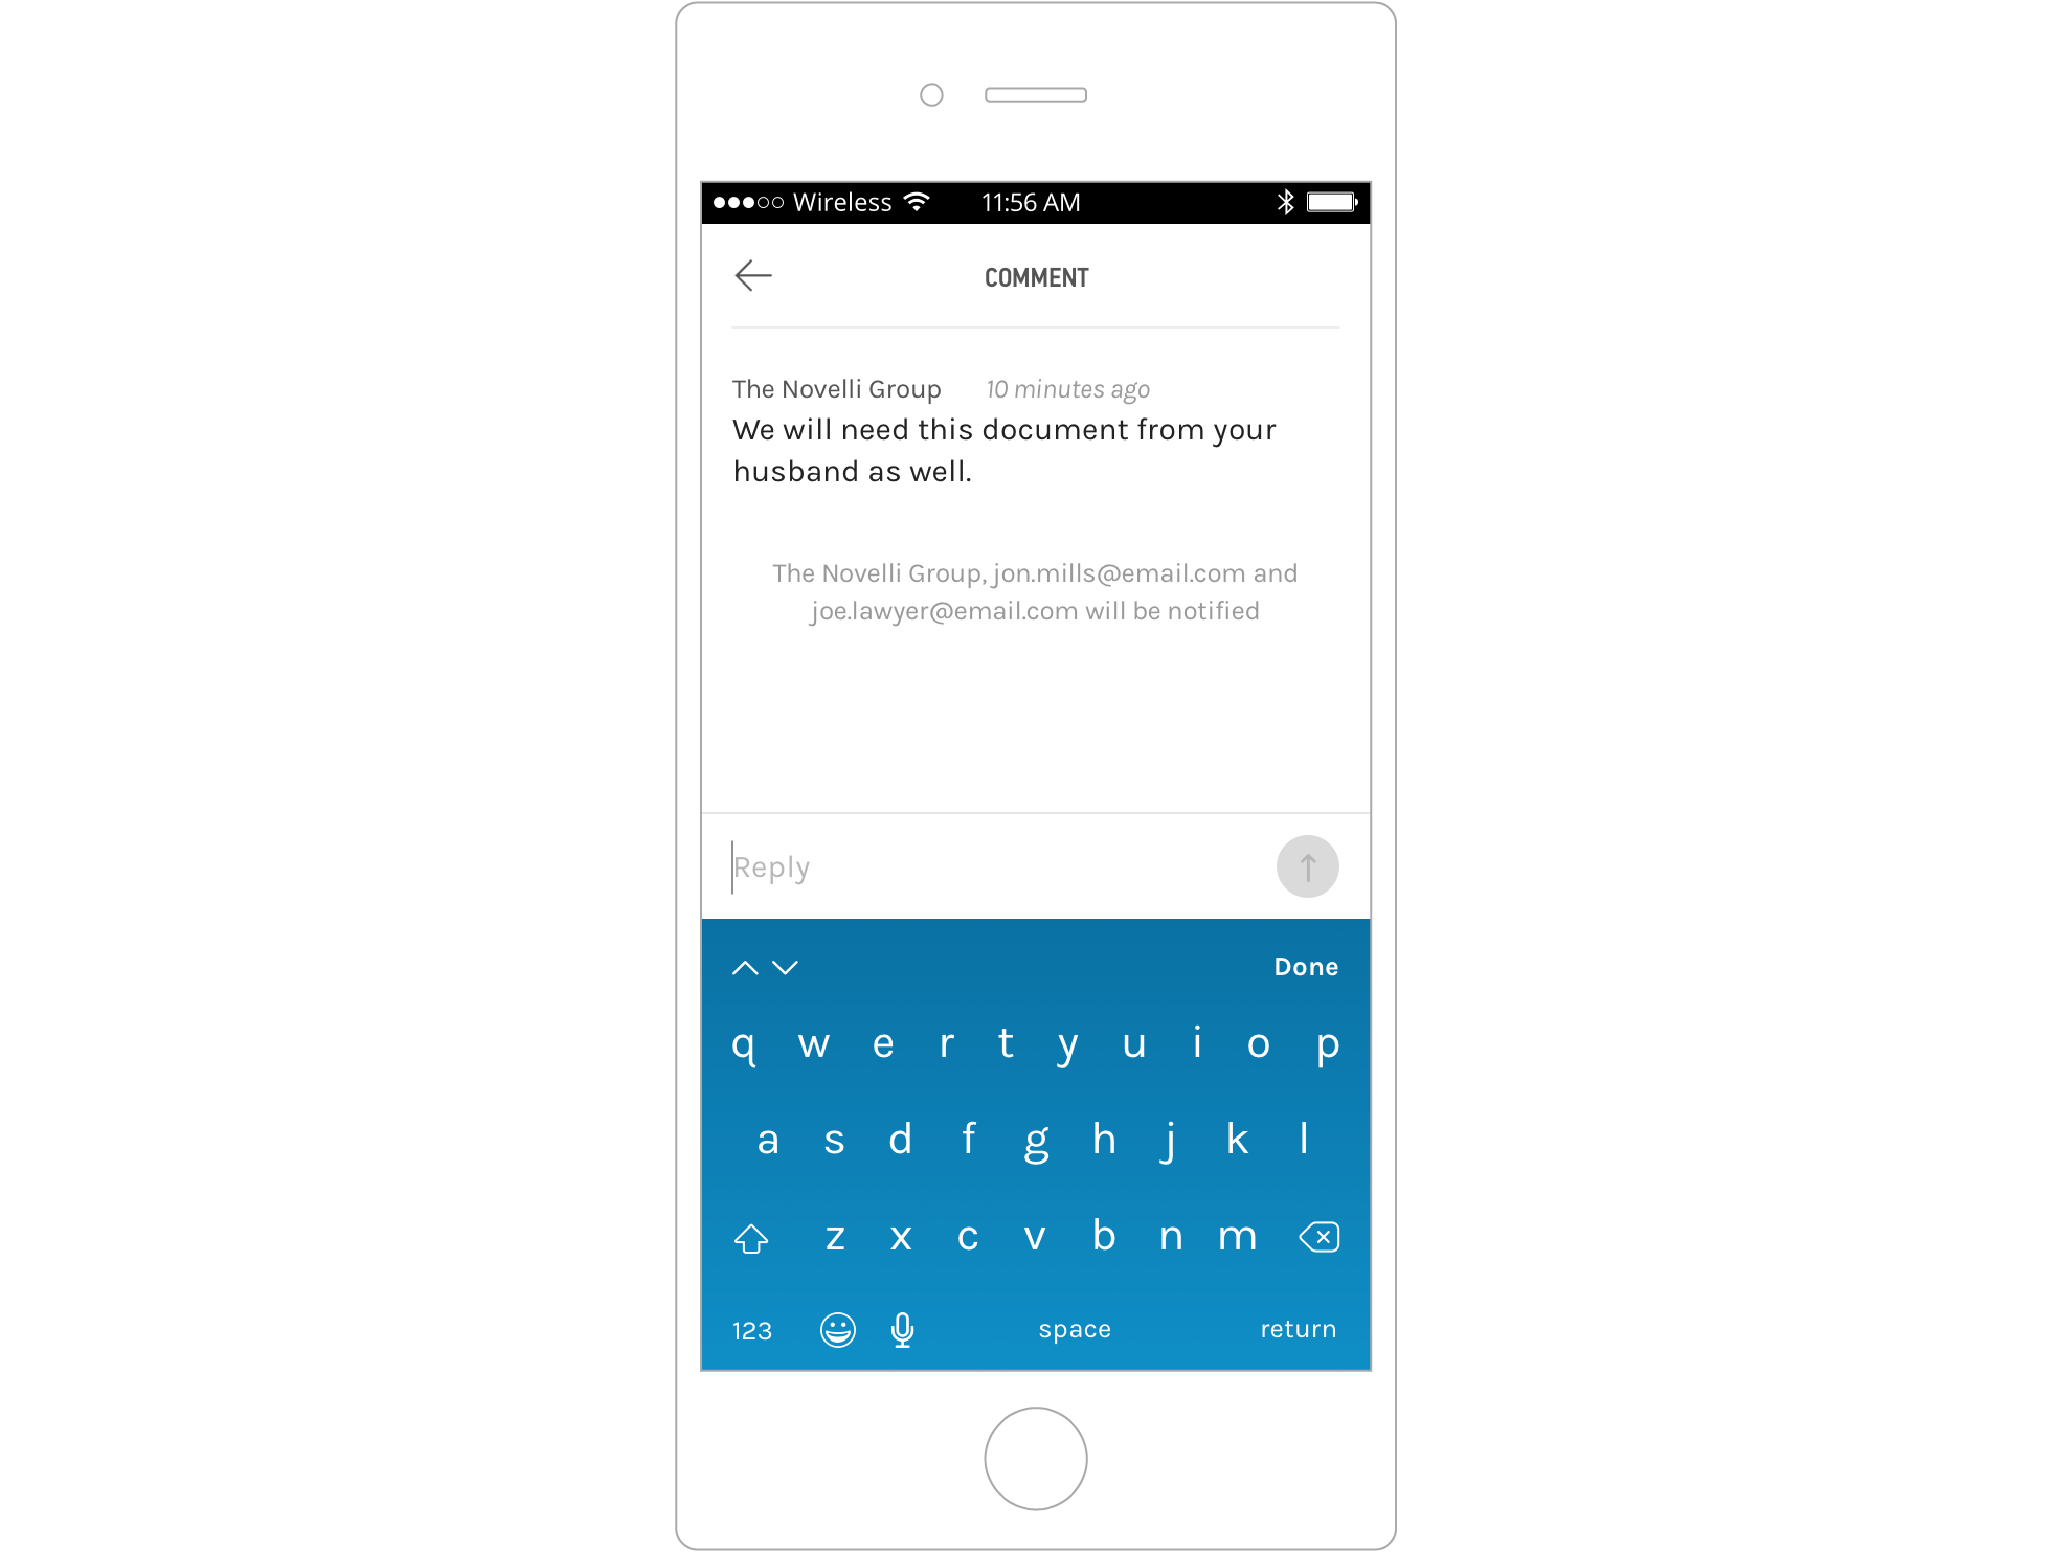 Wireless 11:56 AM
COMMENT
The Novelli Group 10 minutes ago
We will need this document from your
husband as well.
The Novelli Group, jon.mills@email.com and
joe.lawyer@email.com will be notified
Reply
Done
q w e r t y u i o p
a s d f g h j k l
z x c v b n m
123 space return